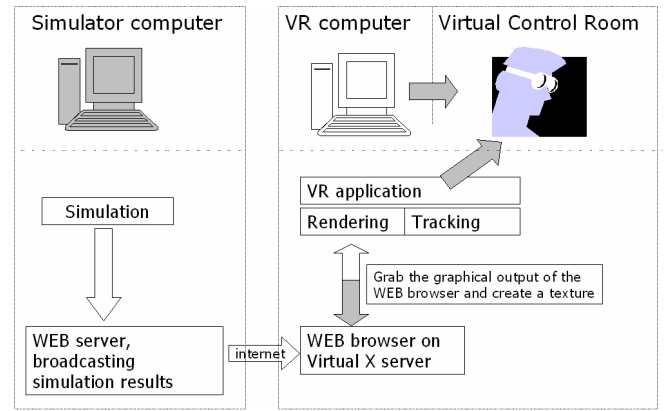 Simulator computer
VR computer
Virtual Control Room
Simulation
WEB server,
broadcasting
simulation results
internet
VR application
Rendering
Tracking
Grab the graphical output of the
WEB browser and create a texture
WEB browser on
Virtual X server